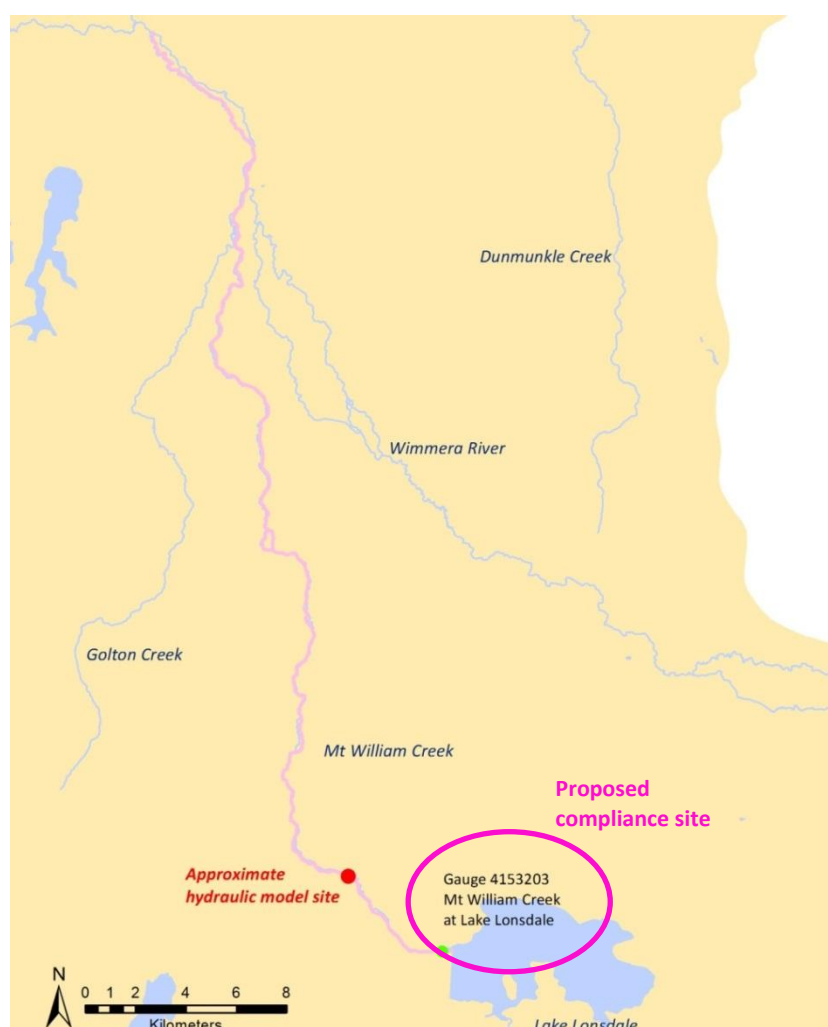 Dunmunkle Creek
Wimmera River
Golton Creek
Mt William Creek
Proposed
compliance site
Approximate
hydraulic model site
Gauge 4153203
Mt William Creek
at Lake Lonsdale
N
0 1 2 4 6 8
Kilometers
Lake Lonsdale